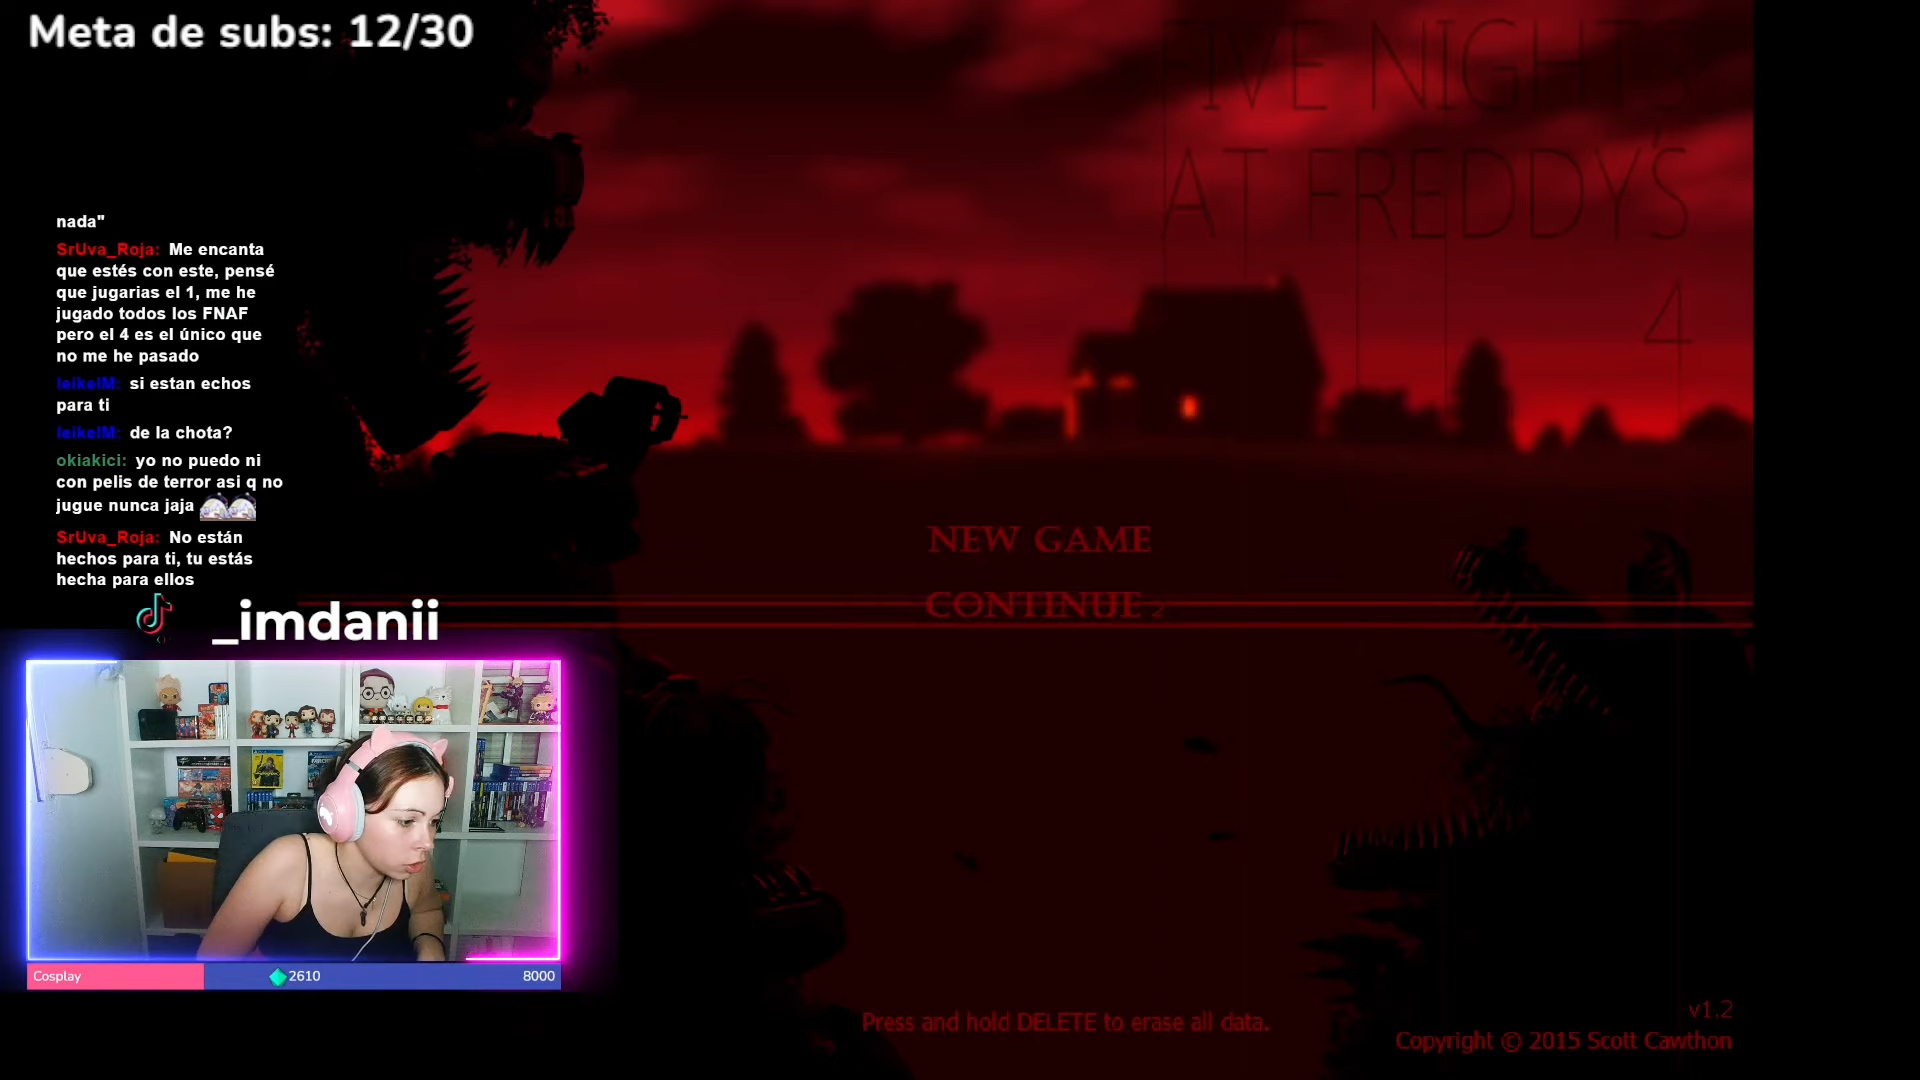 Meta de subs: 12/30
FIVE NIGHTS
AT FREDDY'S
4
nada"
SrUva_Roja: Me encanta
que estés con este, pensé
que jugarias el 1, me he
jugado todos los FNAF
pero el 4 es el único que
no me he pasado
leikelM: si estan echos
para ti
leikelM: de la chota?
okiakici: yo no puedo ni
con pelis de terror asi q no
jugue nunca jaja
SrUva_Roja: No están
hechos para ti, tu estás
hecha para ellos
_imdanii
NEW GAME
CONTINUE 2
Cosplay 2610 8000
Press and hold DELETE to erase all data.
v1.2
Copyright © 2015 Scott Cawthon